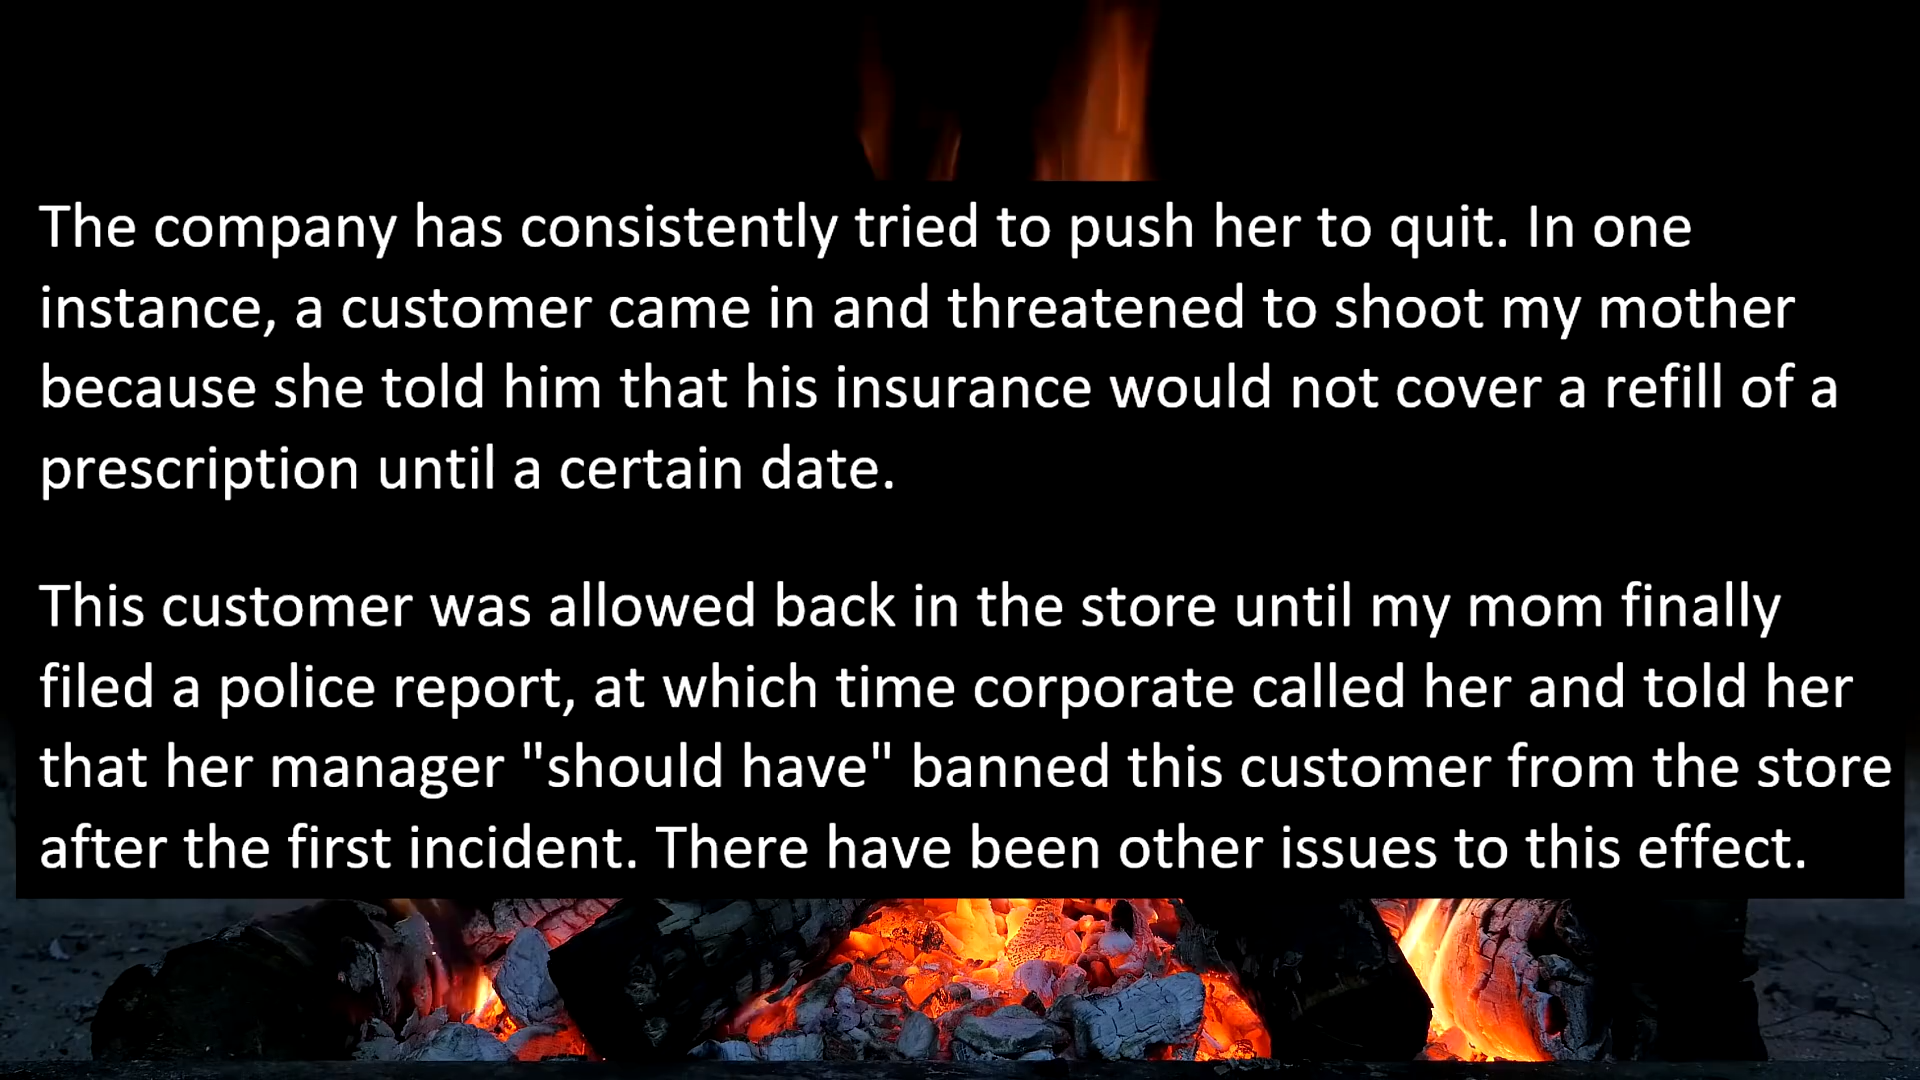 The company has consistently tried to push her to quit. In one
instance, a customer came in and threatened to shoot my mother
because she told him that his insurance would not cover a refill of a
prescription until a certain date.
This customer was allowed back in the store until my mom finally
filed a police report, at which time corporate called her and told her
that her manager "should have" banned this customer from the store
after the first incident. There have been other issues to this effect.